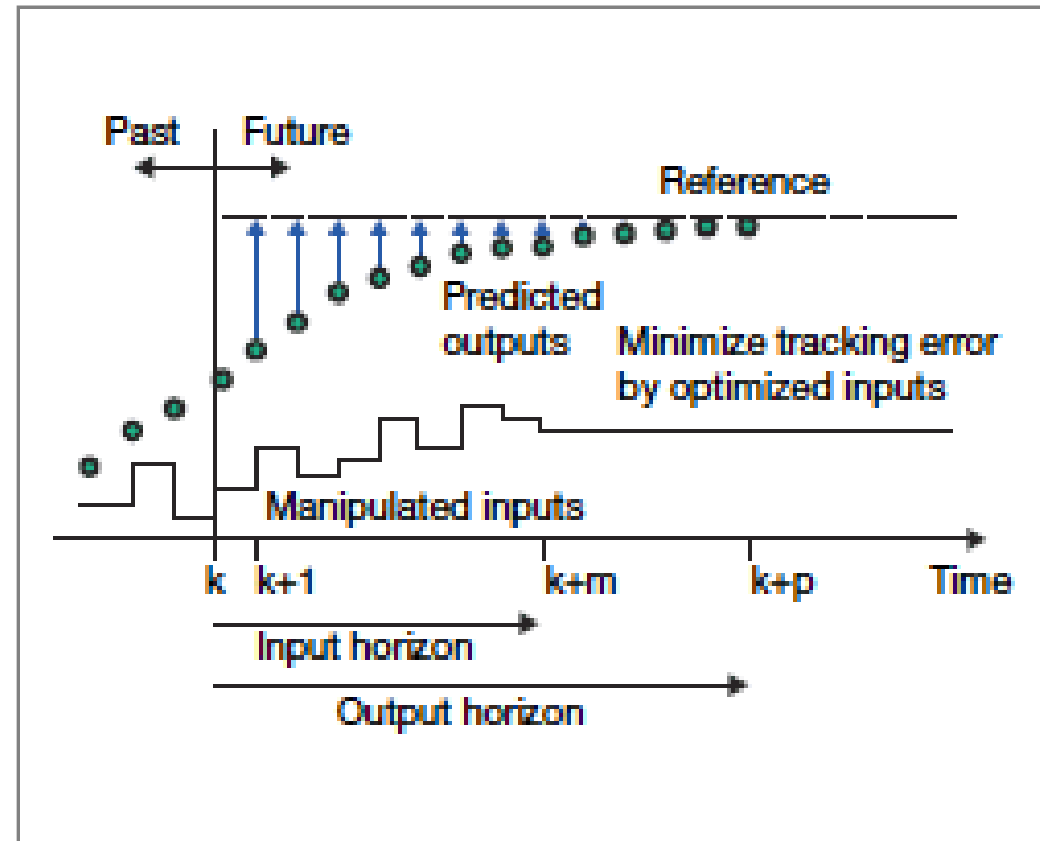 Past Future
Reference
Predicted
outputs
Minimize tracking error
by optimized inputs
Manipulated inputs
k k+1 k+m k+p Time
Input horizon
Output horizon